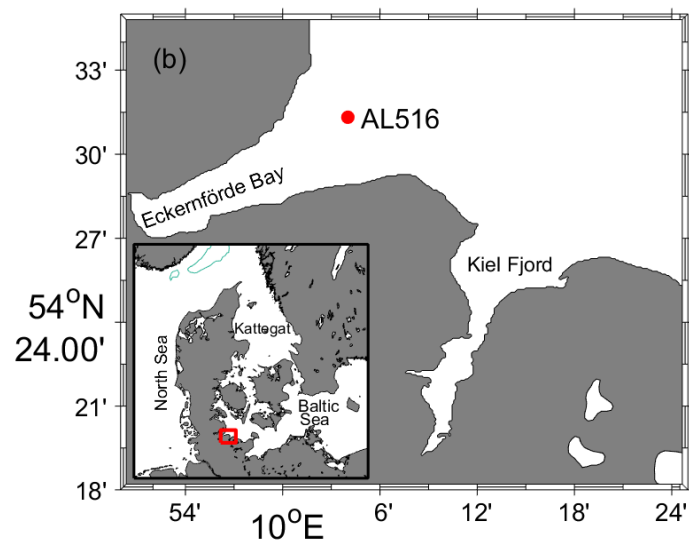 (b)
33'
AL516
30'
Eckernförde Bay
27'
Kiel Fjord
54°N
24.00'
Kattegat
North Sea
Baltic
Sea
21'
18'
54'
10°E
6'
12'
18'
24'